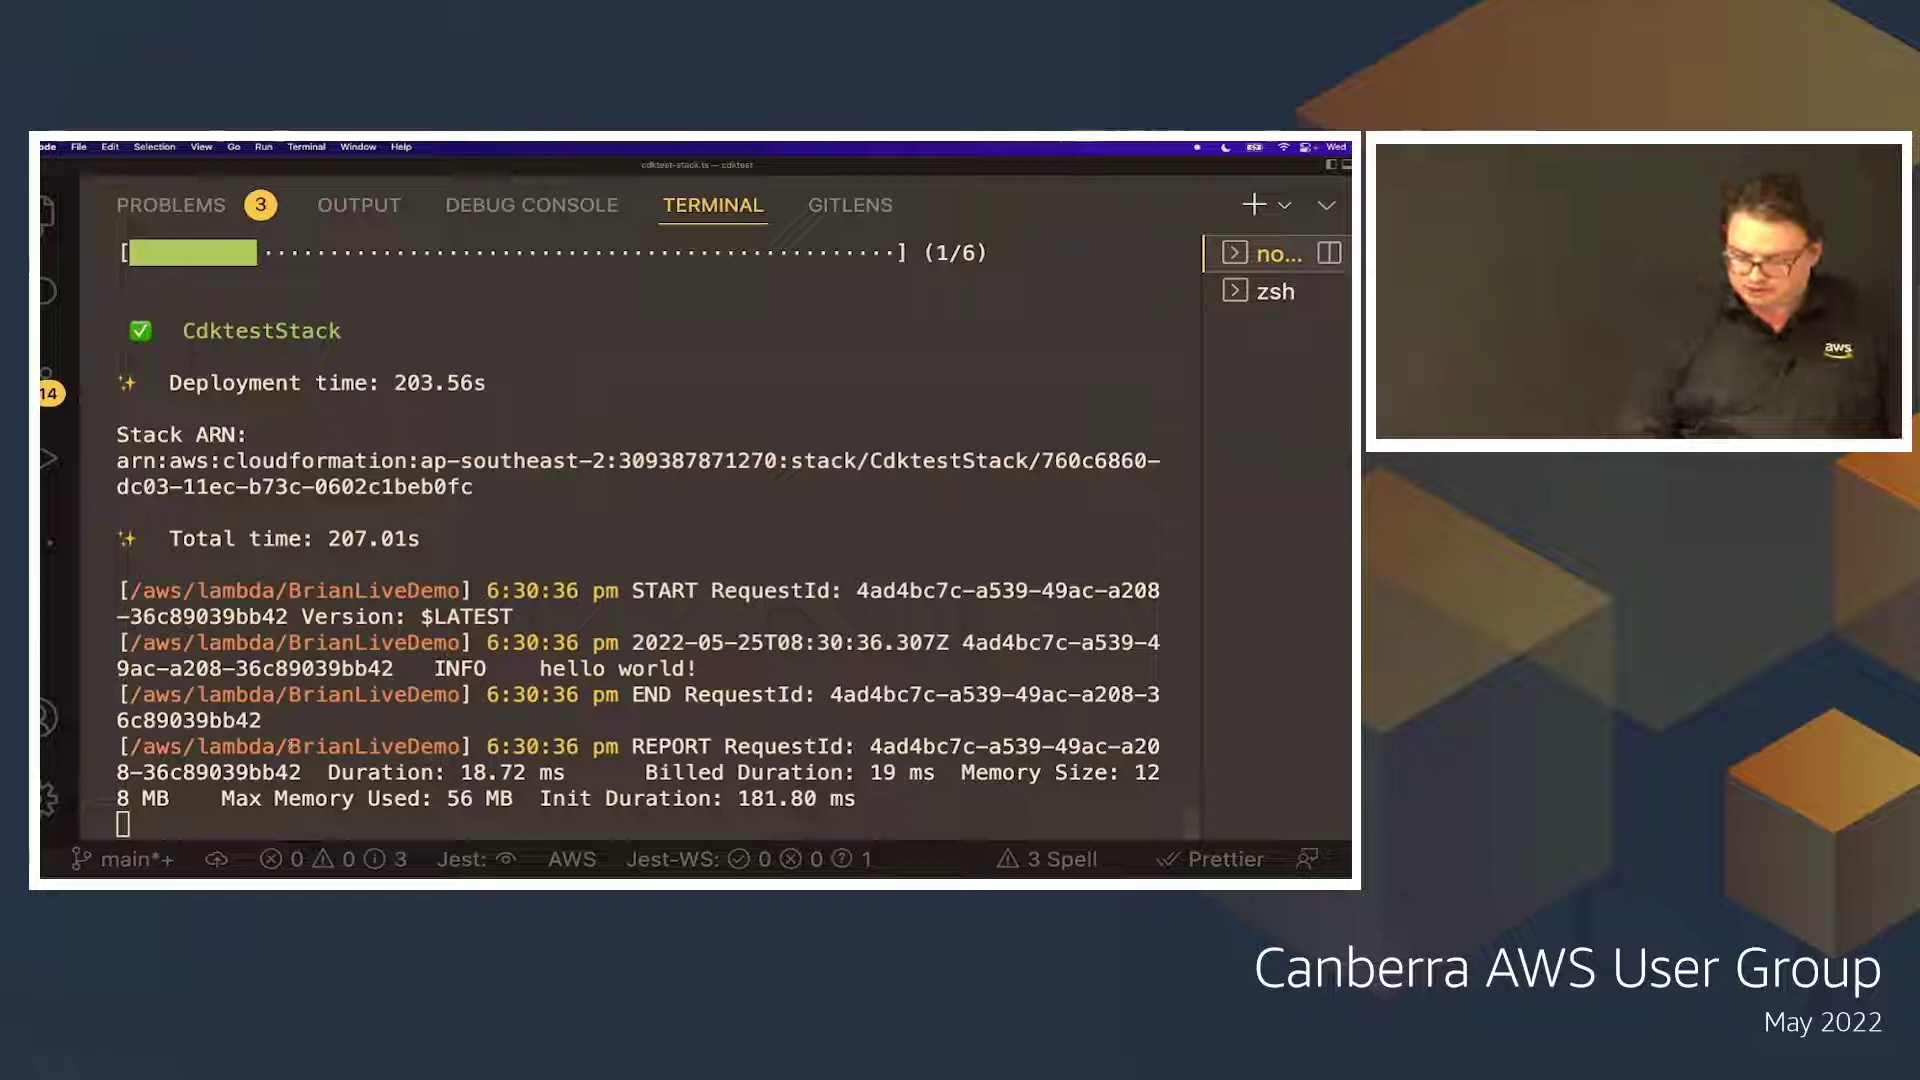 ode File Edit Selection View Go Run Terminal Window Help Wed
cdktest-stack.ts — cdktest
PROBLEMS 3 OUTPUT DEBUG CONSOLE TERMINAL GITLENS
[··················································] (1/6)
no...
zsh
✅ CdktestStack
✨ Deployment time: 203.56s
14
Stack ARN:
arn:aws:cloudformation:ap-southeast-2:309387871270:stack/CdktestStack/760c6860-
dc03-11ec-b73c-0602c1beb0fc
✨ Total time: 207.01s
[/aws/lambda/BrianLiveDemo] 6:30:36 pm START RequestId: 4ad4bc7c-a539-49ac-a208
-36c89039bb42 Version: $LATEST
[/aws/lambda/BrianLiveDemo] 6:30:36 pm 2022-05-25T08:30:36.307Z 4ad4bc7c-a539-4
9ac-a208-36c89039bb42 INFO hello world!
[/aws/lambda/BrianLiveDemo] 6:30:36 pm END RequestId: 4ad4bc7c-a539-49ac-a208-3
6c89039bb42
[/aws/lambda/BrianLiveDemo] 6:30:36 pm REPORT RequestId: 4ad4bc7c-a539-49ac-a20
8-36c89039bb42 Duration: 18.72 ms Billed Duration: 19 ms Memory Size: 12
8 MB Max Memory Used: 56 MB Init Duration: 181.80 ms
main*+ 0 0 3 Jest: AWS Jest-WS: 0 0 1 3 Spell Prettier
aws
Canberra AWS User Group
May 2022